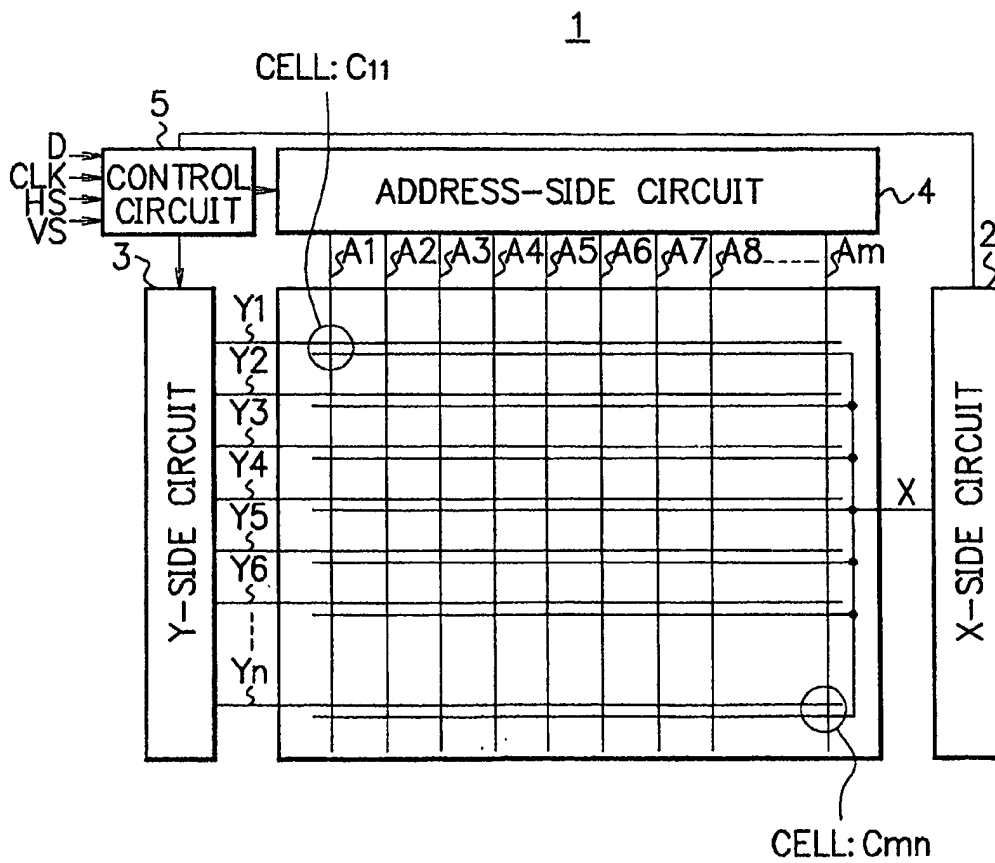 1
CELL: C11
5
D
CLK
HS
VS
CONTROL
CIRCUIT
ADDRESS-SIDE CIRCUIT
4
3
A1 A2 A3 A4 A5 A6 A7 A8 Am
2
Y1
Y2
Y3
Y4
Y5
Y6
Yn
Y-SIDE CIRCUIT
X
X-SIDE CIRCUIT
CELL: Cmn